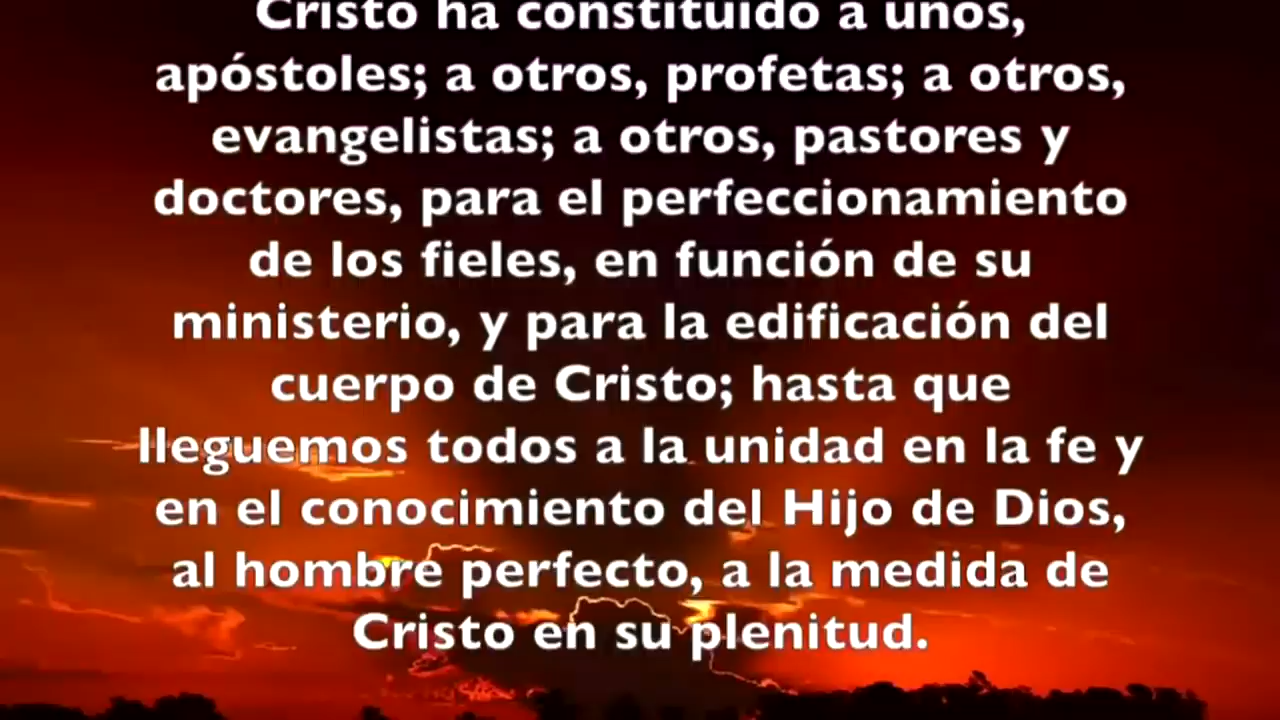 Cristo ha constituido a unos,
apóstoles; a otros, profetas; a otros,
evangelistas; a otros, pastores y
doctores, para el perfeccionamiento
de los fieles, en función de su
ministerio, y para la edificación del
cuerpo de Cristo; hasta que
lleguemos todos a la unidad en la fe y
en el conocimiento del Hijo de Dios,
al hombre perfecto, a la medida de
Cristo en su plenitud.